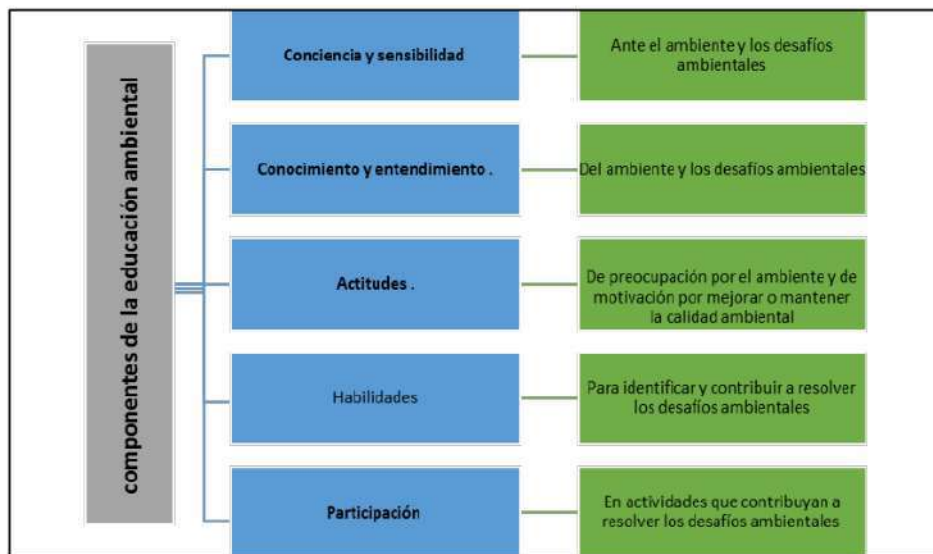 componentes de la educación ambiental
Conciencia y sensibilidad
Ante el ambiente y los desafíos
ambientales
Conocimiento y entendimiento .
Del ambiente y los desafíos ambientales
Actitudes .
De preocupación por el ambiente y de
motivación por mejorar o mantener
la calidad ambiental
Habilidades
Para identificar y contribuir a resolver
los desafíos ambientales
Participación
En actividades que contribuyan a
resolver los desafíos ambientales